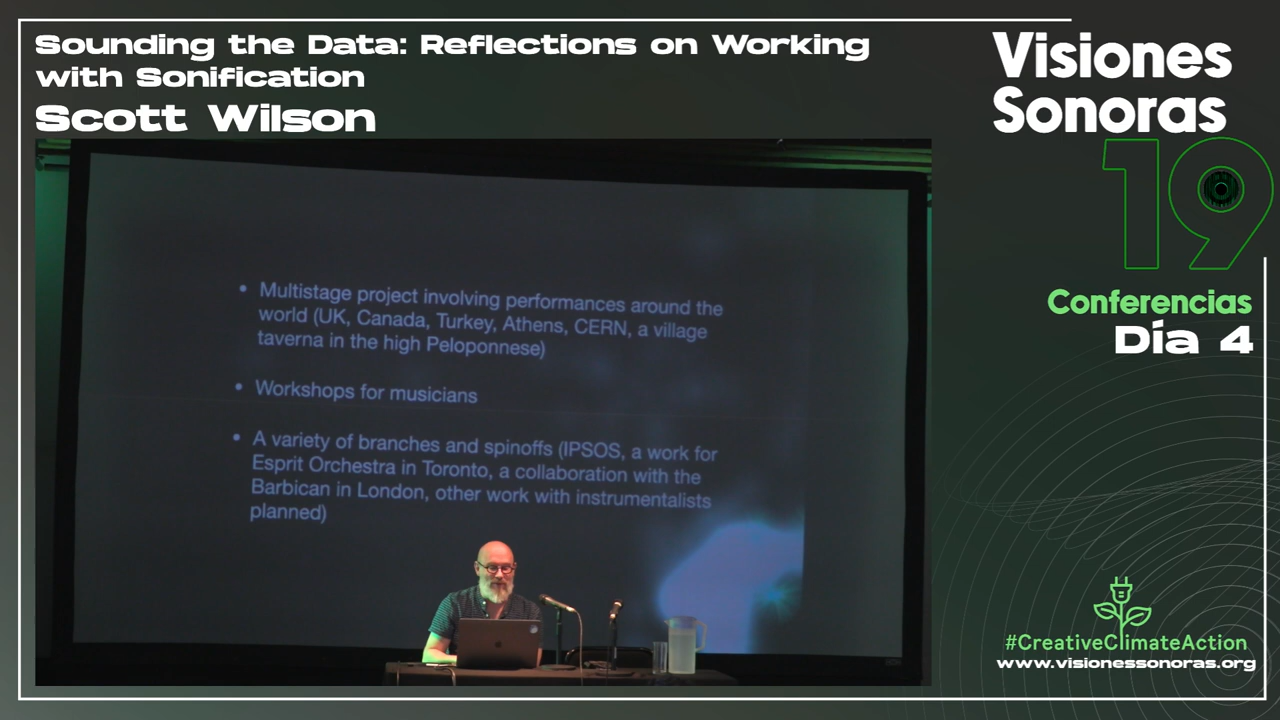 Sounding the Data: Reflections on Working
with Sonification
Scott Wilson
Visiones
Sonoras
19
Conferencias
Día 4
• Multistage project involving performances around the
world (UK, Canada, Turkey, Athens, CERN, a village
taverna in the high Peloponnese)
• Workshops for musicians
• A variety of branches and spinoffs (IPSOS, a work for
Esprit Orchestra in Toronto, a collaboration with the
Barbican in London, other work with instrumentalists
planned)
#CreativeClimateAction
www.visionessonoras.org